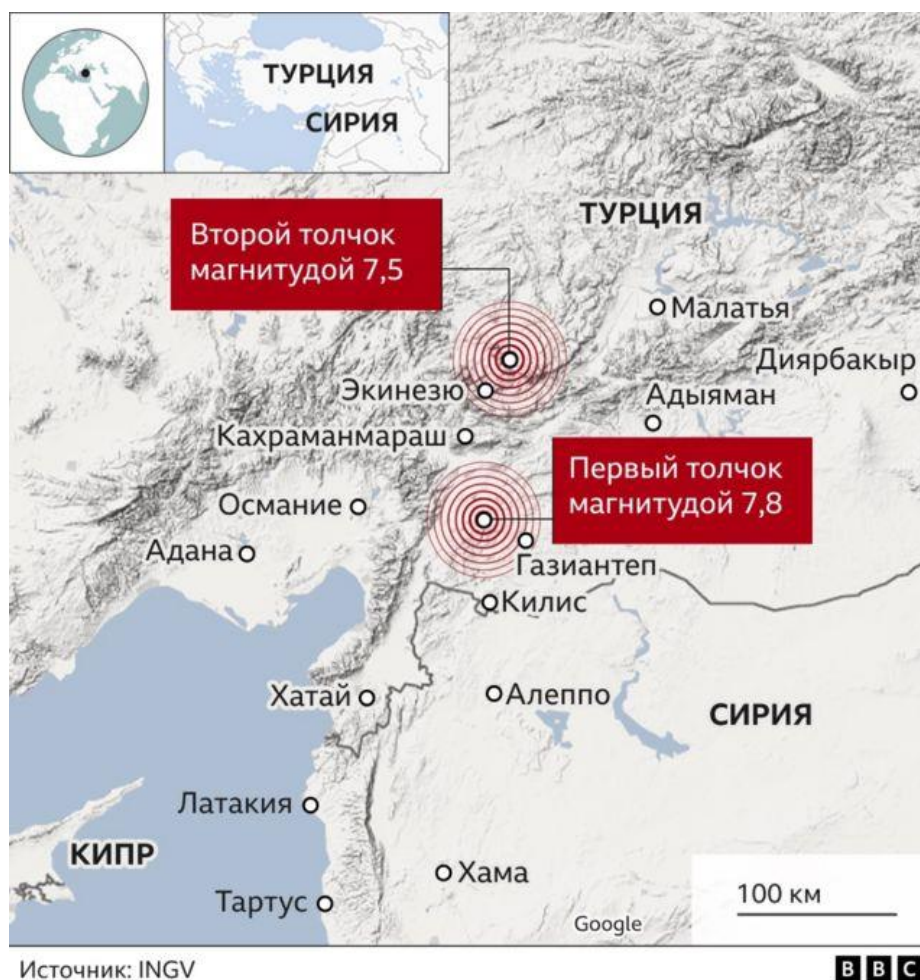 ТУРЦИЯ
СИРИЯ
ТУРЦИЯ
Второй толчок
магнитудой 7,5
Малатья
Диярбакыр
Экинезю
Адыяман
Кахраманмараш
Первый толчок
магнитудой 7,8
Османие
Адана
Газиантеп
Килис
Хатай
Алеппо
СИРИЯ
Латакия
КИПР
Хама
Тартус
100 км
Google
Источник: INGV
BBC